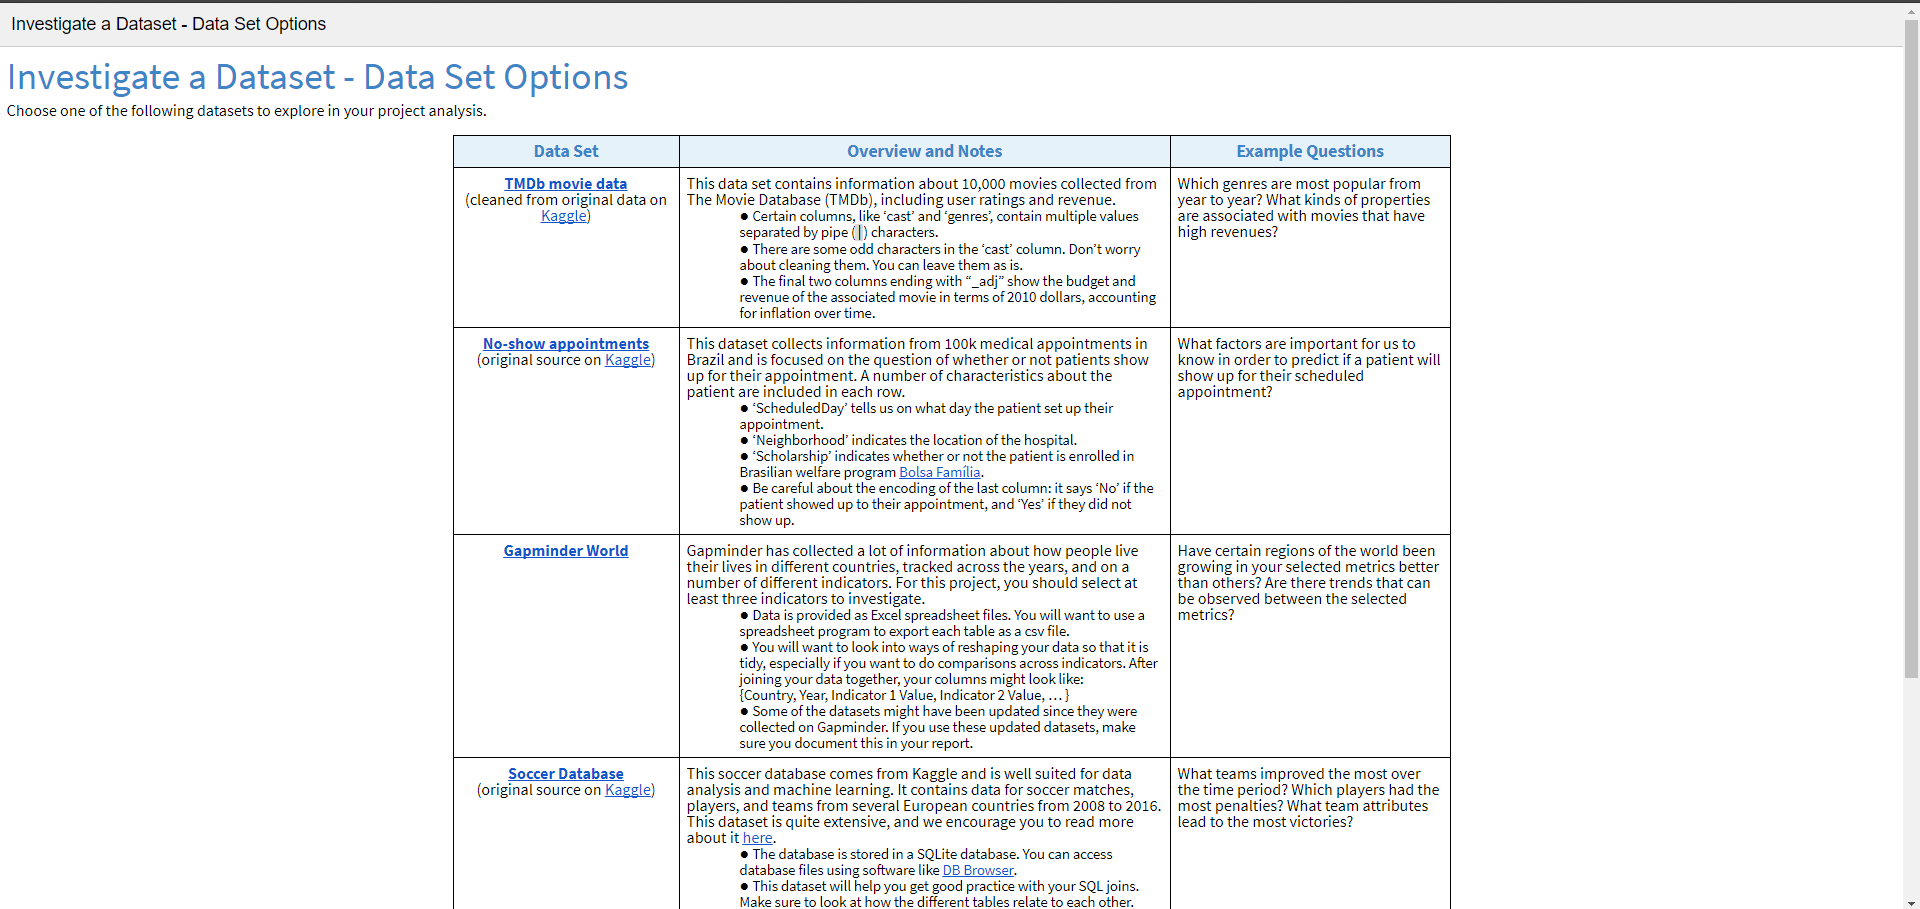 Investigate a Dataset - Data Set Options
Investigate a Dataset - Data Set Options
Choose one of the following datasets to explore in your project analysis.
Data Set
Overview and Notes
Example Questions
TMDb movie data
(cleaned from original data on
Kaggle)
This data set contains information about 10,000 movies collected from
The Movie Database (TMDb), including user ratings and revenue.
● Certain columns, like ‘cast’ and ‘genres’, contain multiple values
separated by pipe (|) characters.
● There are some odd characters in the ‘cast’ column. Don’t worry
about cleaning them. You can leave them as is.
● The final two columns ending with “_adj” show the budget and
revenue of the associated movie in terms of 2010 dollars, accounting
for inflation over time.
Which genres are most popular from
year to year? What kinds of properties
are associated with movies that have
high revenues?
No-show appointments
(original source on Kaggle)
This dataset collects information from 100k medical appointments in
Brazil and is focused on the question of whether or not patients show
up for their appointment. A number of characteristics about the
patient are included in each row.
● ‘ScheduledDay’ tells us on what day the patient set up their
appointment.
● ‘Neighborhood’ indicates the location of the hospital.
● ‘Scholarship’ indicates whether or not the patient is enrolled in
Brasilian welfare program Bolsa Família.
● Be careful about the encoding of the last column: it says ‘No’ if the
patient showed up to their appointment, and ‘Yes’ if they did not
show up.
What factors are important for us to
know in order to predict if a patient will
show up for their scheduled
appointment?
Gapminder World
Gapminder has collected a lot of information about how people live
their lives in different countries, tracked across the years, and on a
number of different indicators. For this project, you should select at
least three indicators to investigate.
● Data is provided as Excel spreadsheet files. You will want to use a
spreadsheet program to export each table as a csv file.
● You will want to look into ways of reshaping your data so that it is
tidy, especially if you want to do comparisons across indicators. After
joining your data together, your columns might look like:
{Country, Year, Indicator 1 Value, Indicator 2 Value, … }
● Some of the datasets might have been updated since they were
collected on Gapminder. If you use these updated datasets, make
sure you document this in your report.
Have certain regions of the world been
growing in your selected metrics better
than others? Are there trends that can
be observed between the selected
metrics?
Soccer Database
(original source on Kaggle)
This soccer database comes from Kaggle and is well suited for data
analysis and machine learning. It contains data for soccer matches,
players, and teams from several European countries from 2008 to 2016.
This dataset is quite extensive, and we encourage you to read more
about it here.
● The database is stored in a SQLite database. You can access
database files using software like DB Browser.
● This dataset will help you get good practice with your SQL joins.
Make sure to look at how the different tables relate to each other.
What teams improved the most over
the time period? Which players had the
most penalties? What team attributes
lead to the most victories?